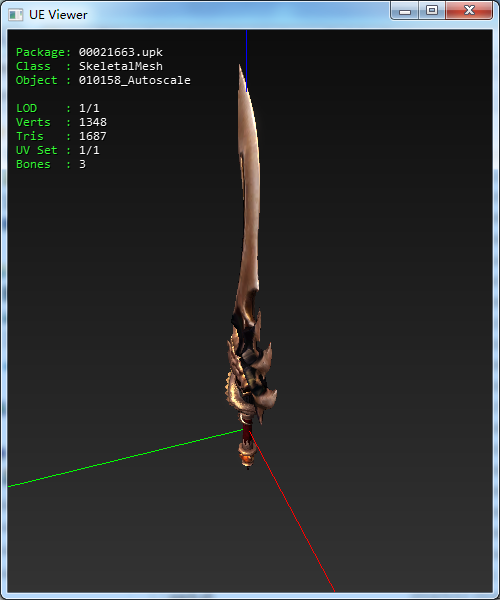 UE Viewer
Package: 00021663.upk
Class : SkeletalMesh
Object : 010158_Autoscale
LOD : 1/1
Verts : 1348
Tris : 1687
UV Set : 1/1
Bones : 3